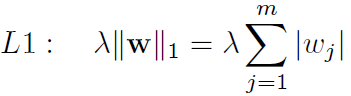 L1 : λ‖w‖₁ = λ ∑_{j=1}^{m} |w_j|